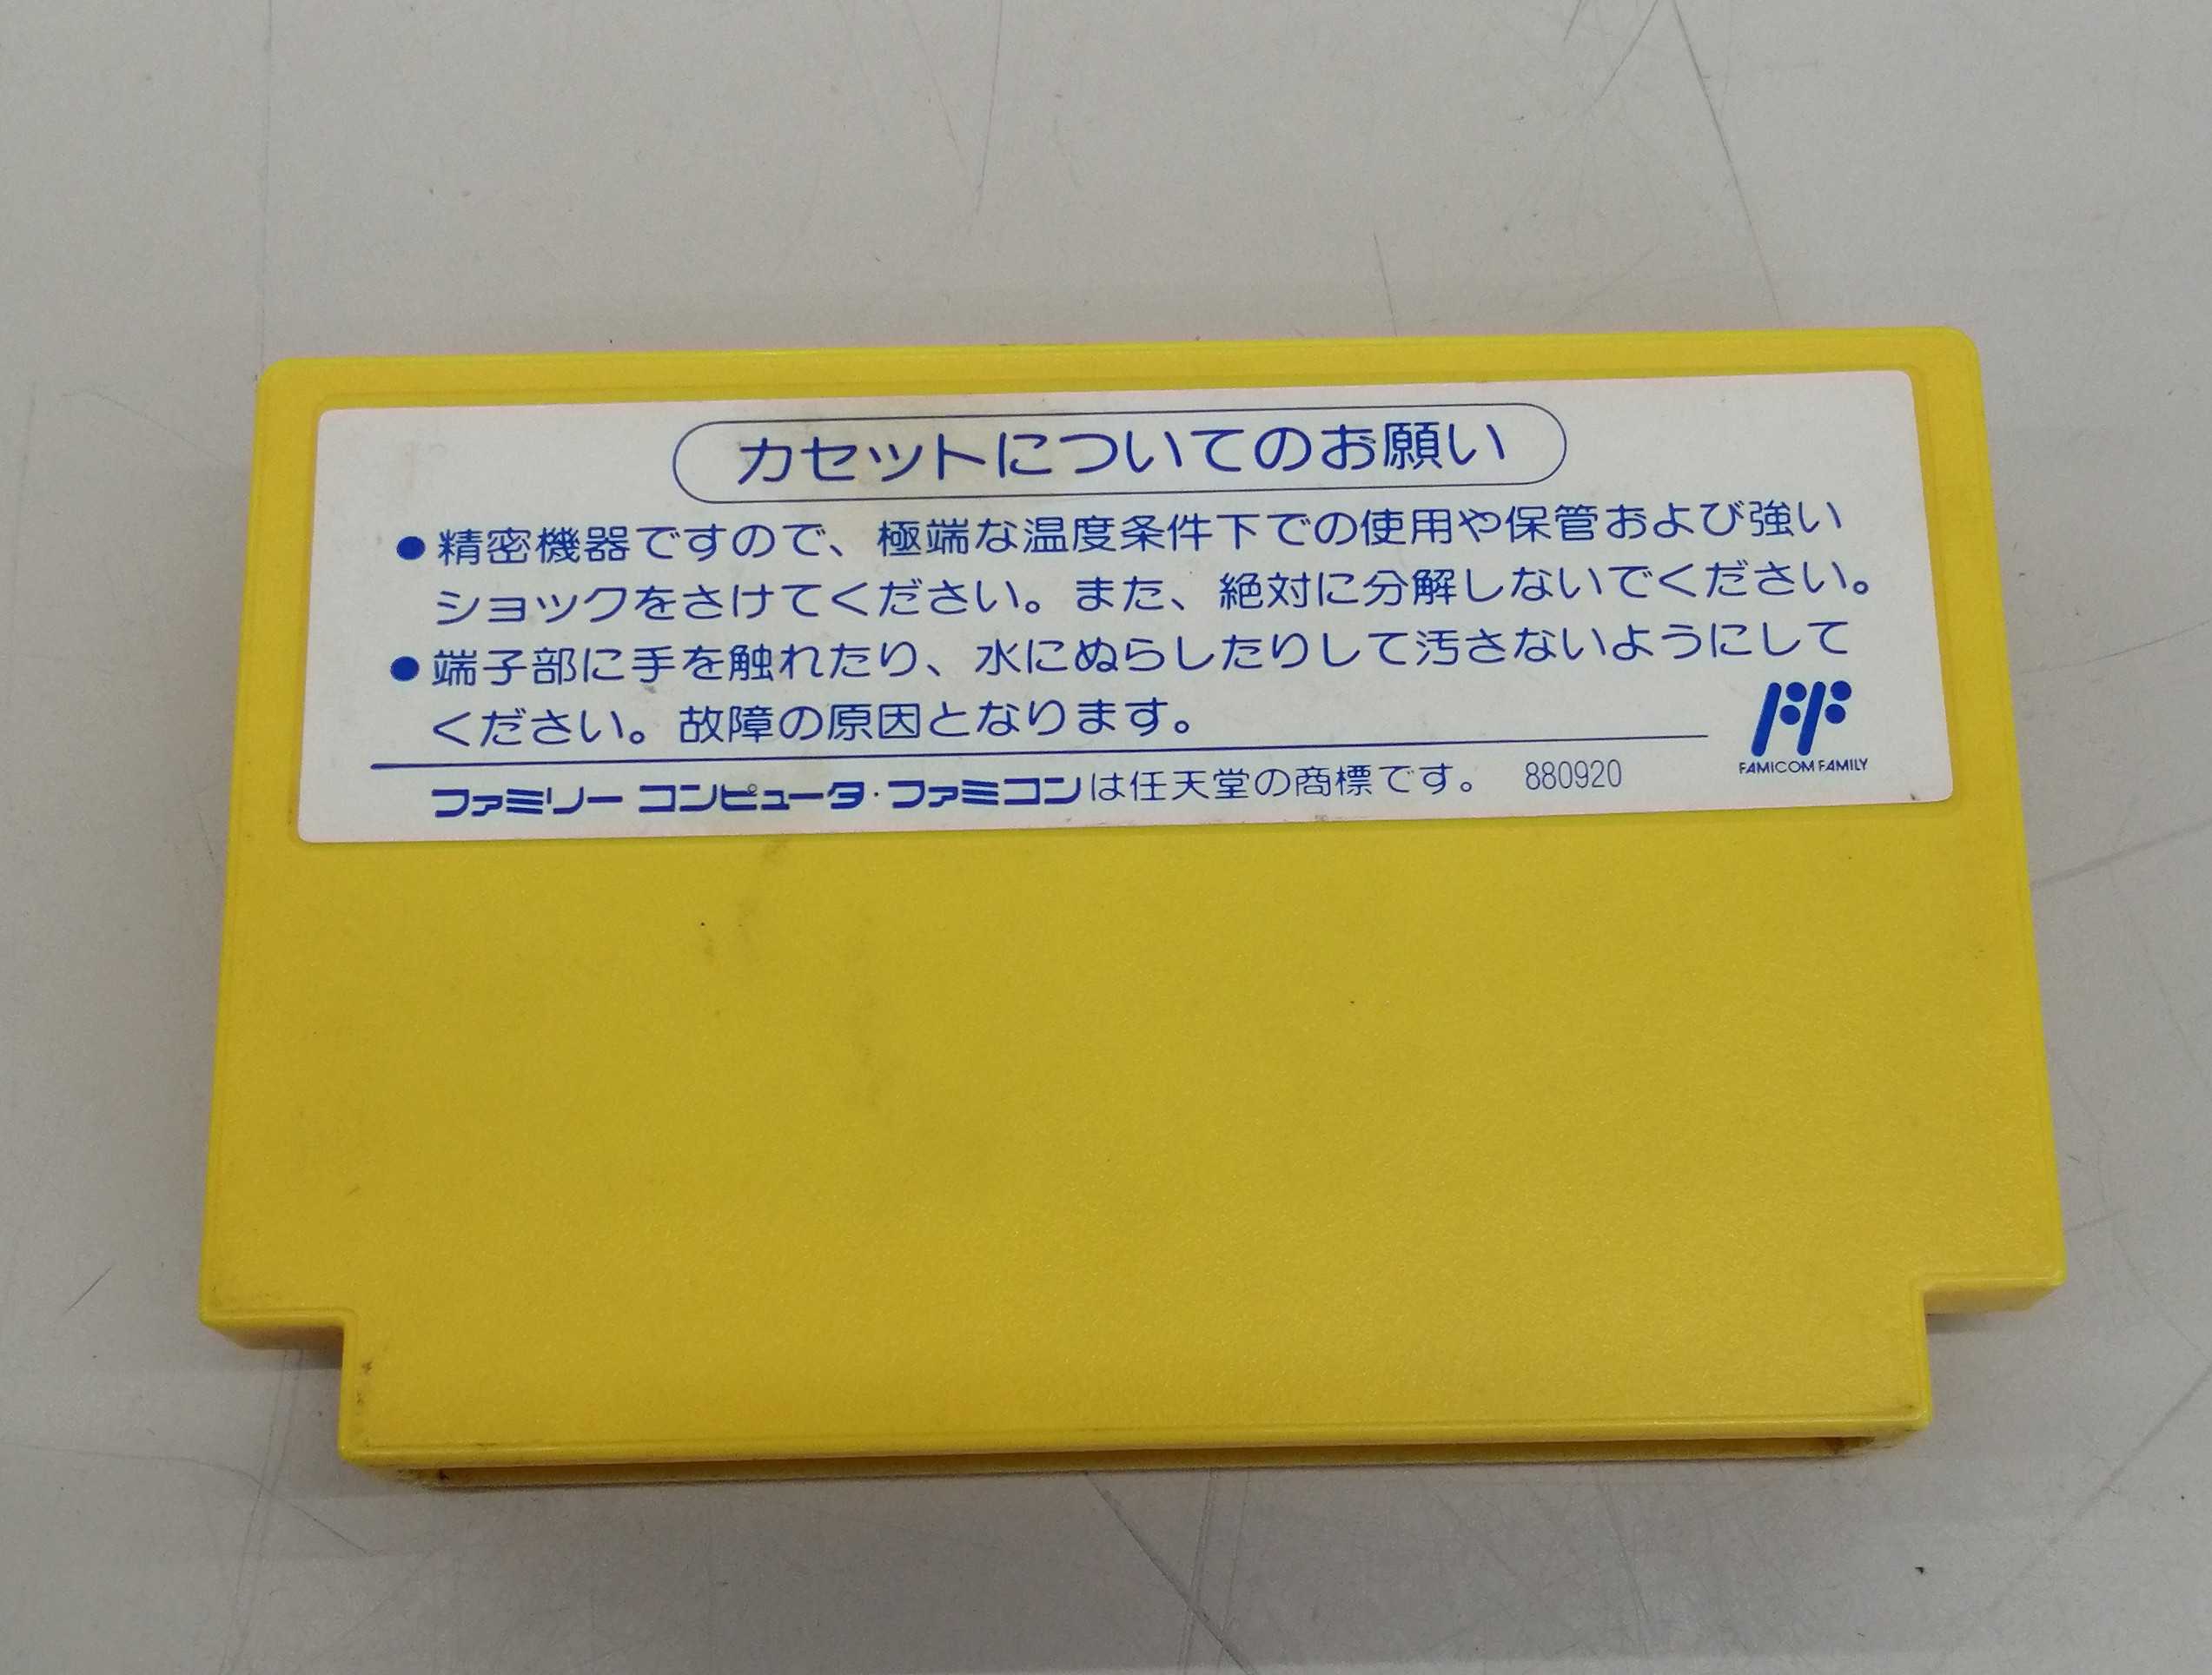 カセットについてのお願い
●精密機器ですので、極端な温度条件下での使用や保管および強い
ショックをさけてください。また、絶対に分解しないでください。
●端子部に手を触れたり、水にぬらしたりして汚さないようにして
ください。故障の原因となります。
FF
FAMICOM FAMILY
ファミリー コンピュータ・ファミコンは任天堂の商標です。 880920